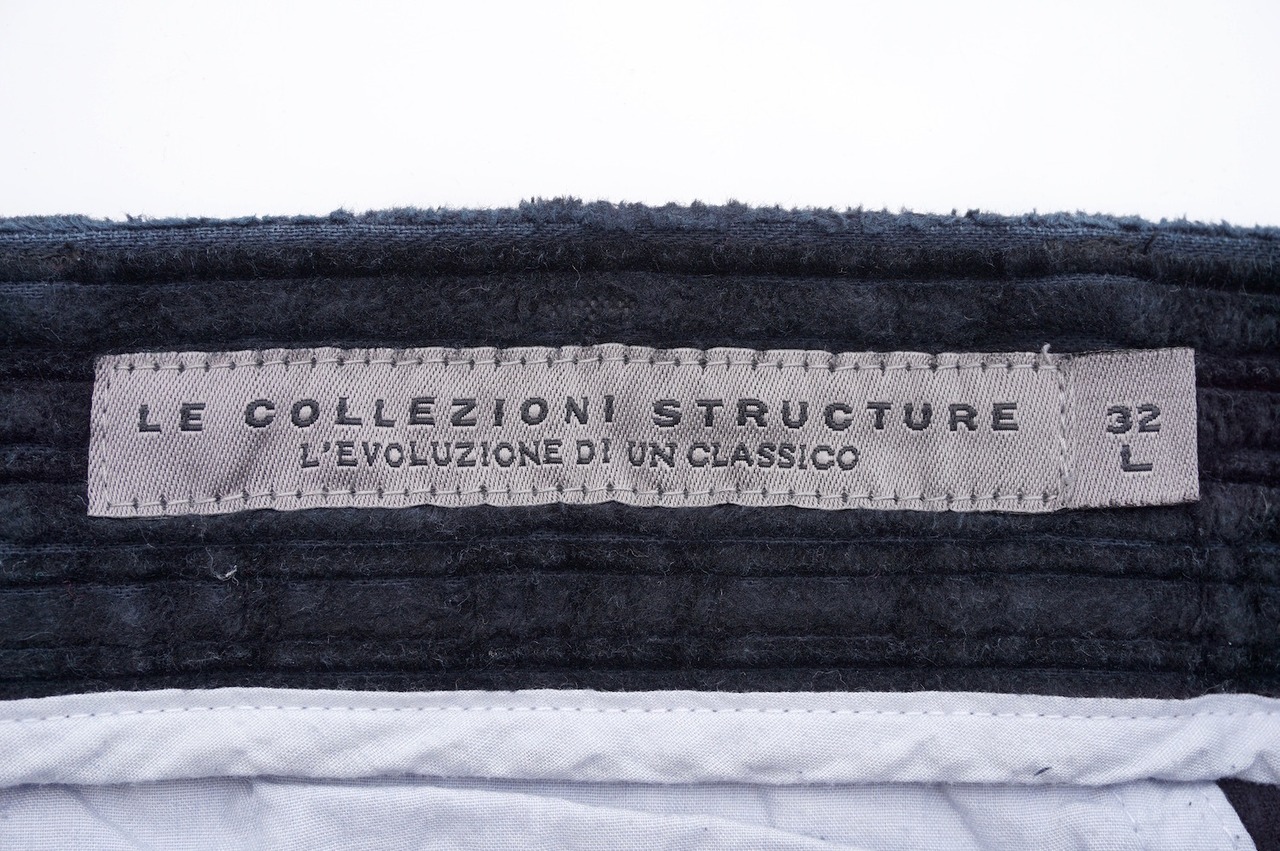 LE COLLEZIONI STRUCTURE
L'EVOLUZIONE DI UN CLASSICO
32
L